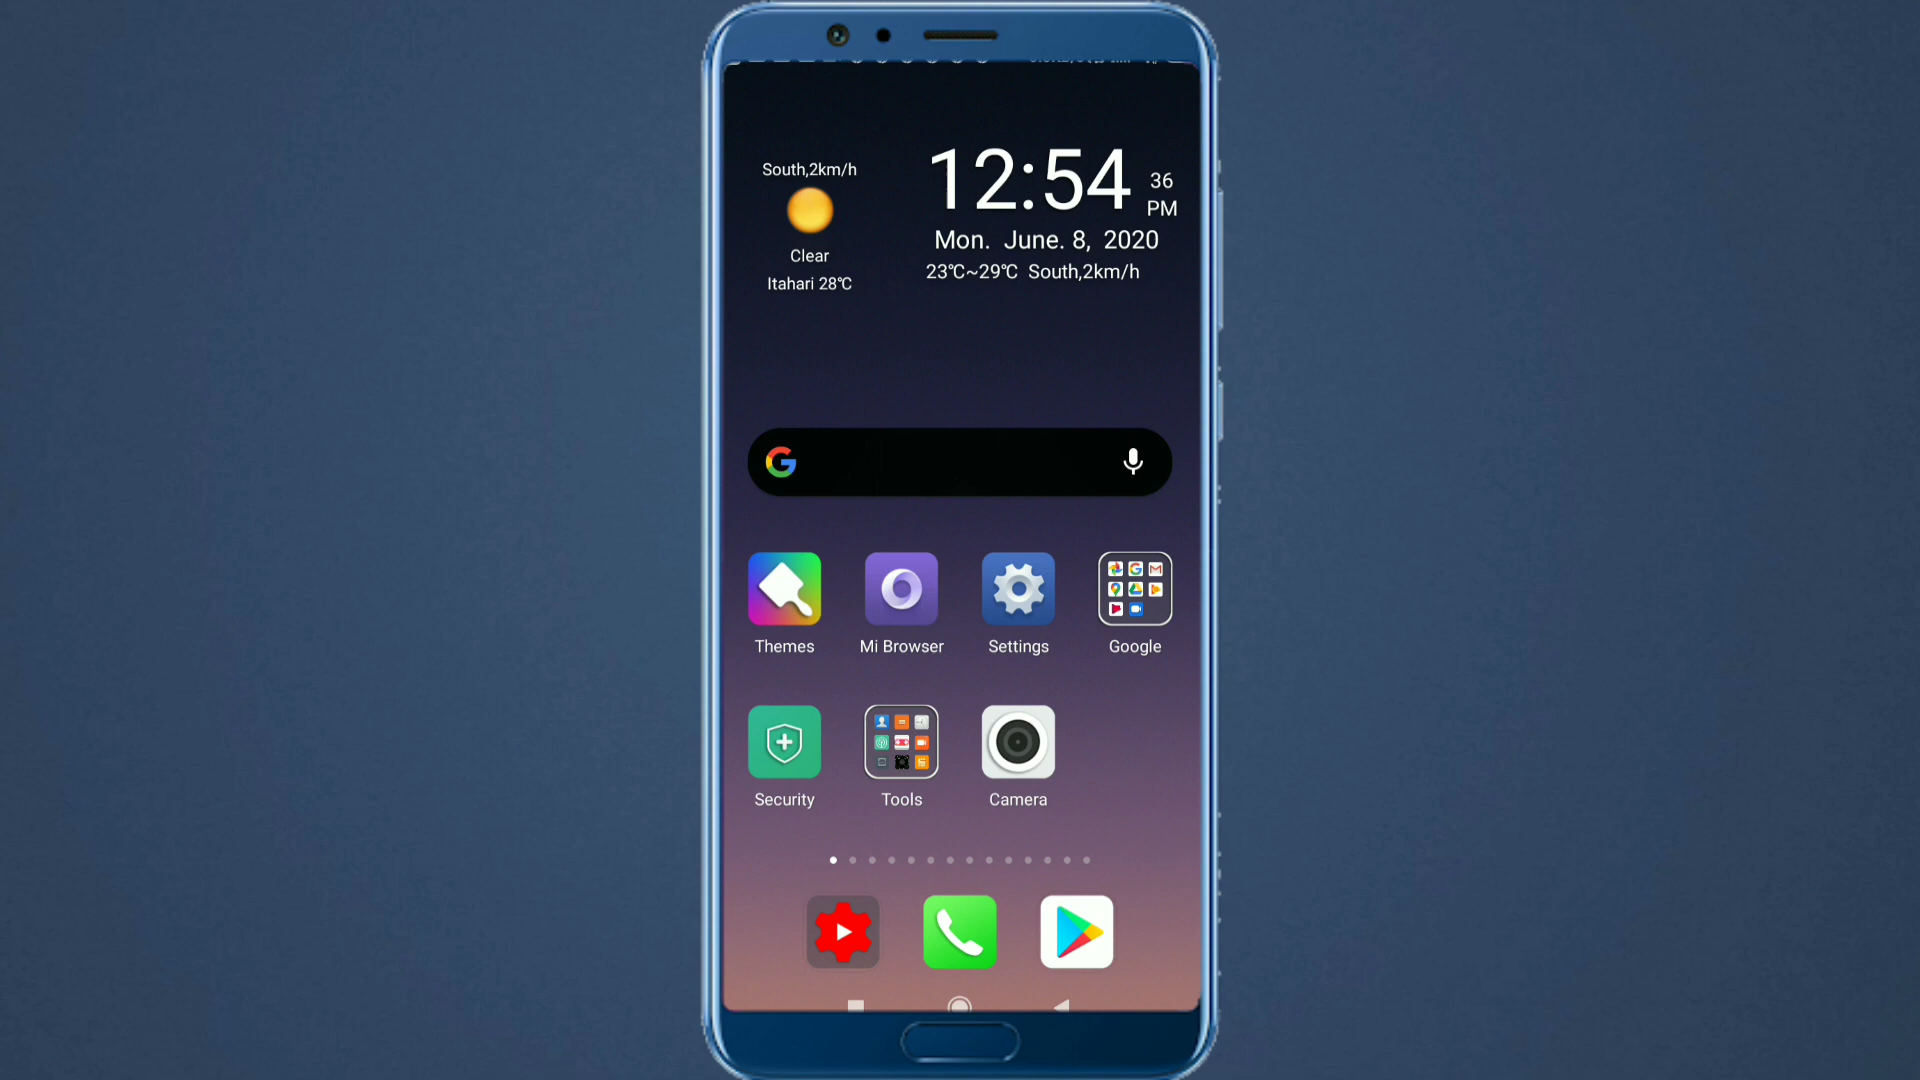 South,2km/h
Clear
Itahari 28℃
12:54 36 PM
Mon. June. 8, 2020
23℃~29℃ South,2km/h
Themes
Mi Browser
Settings
Google
Security
Tools
Camera